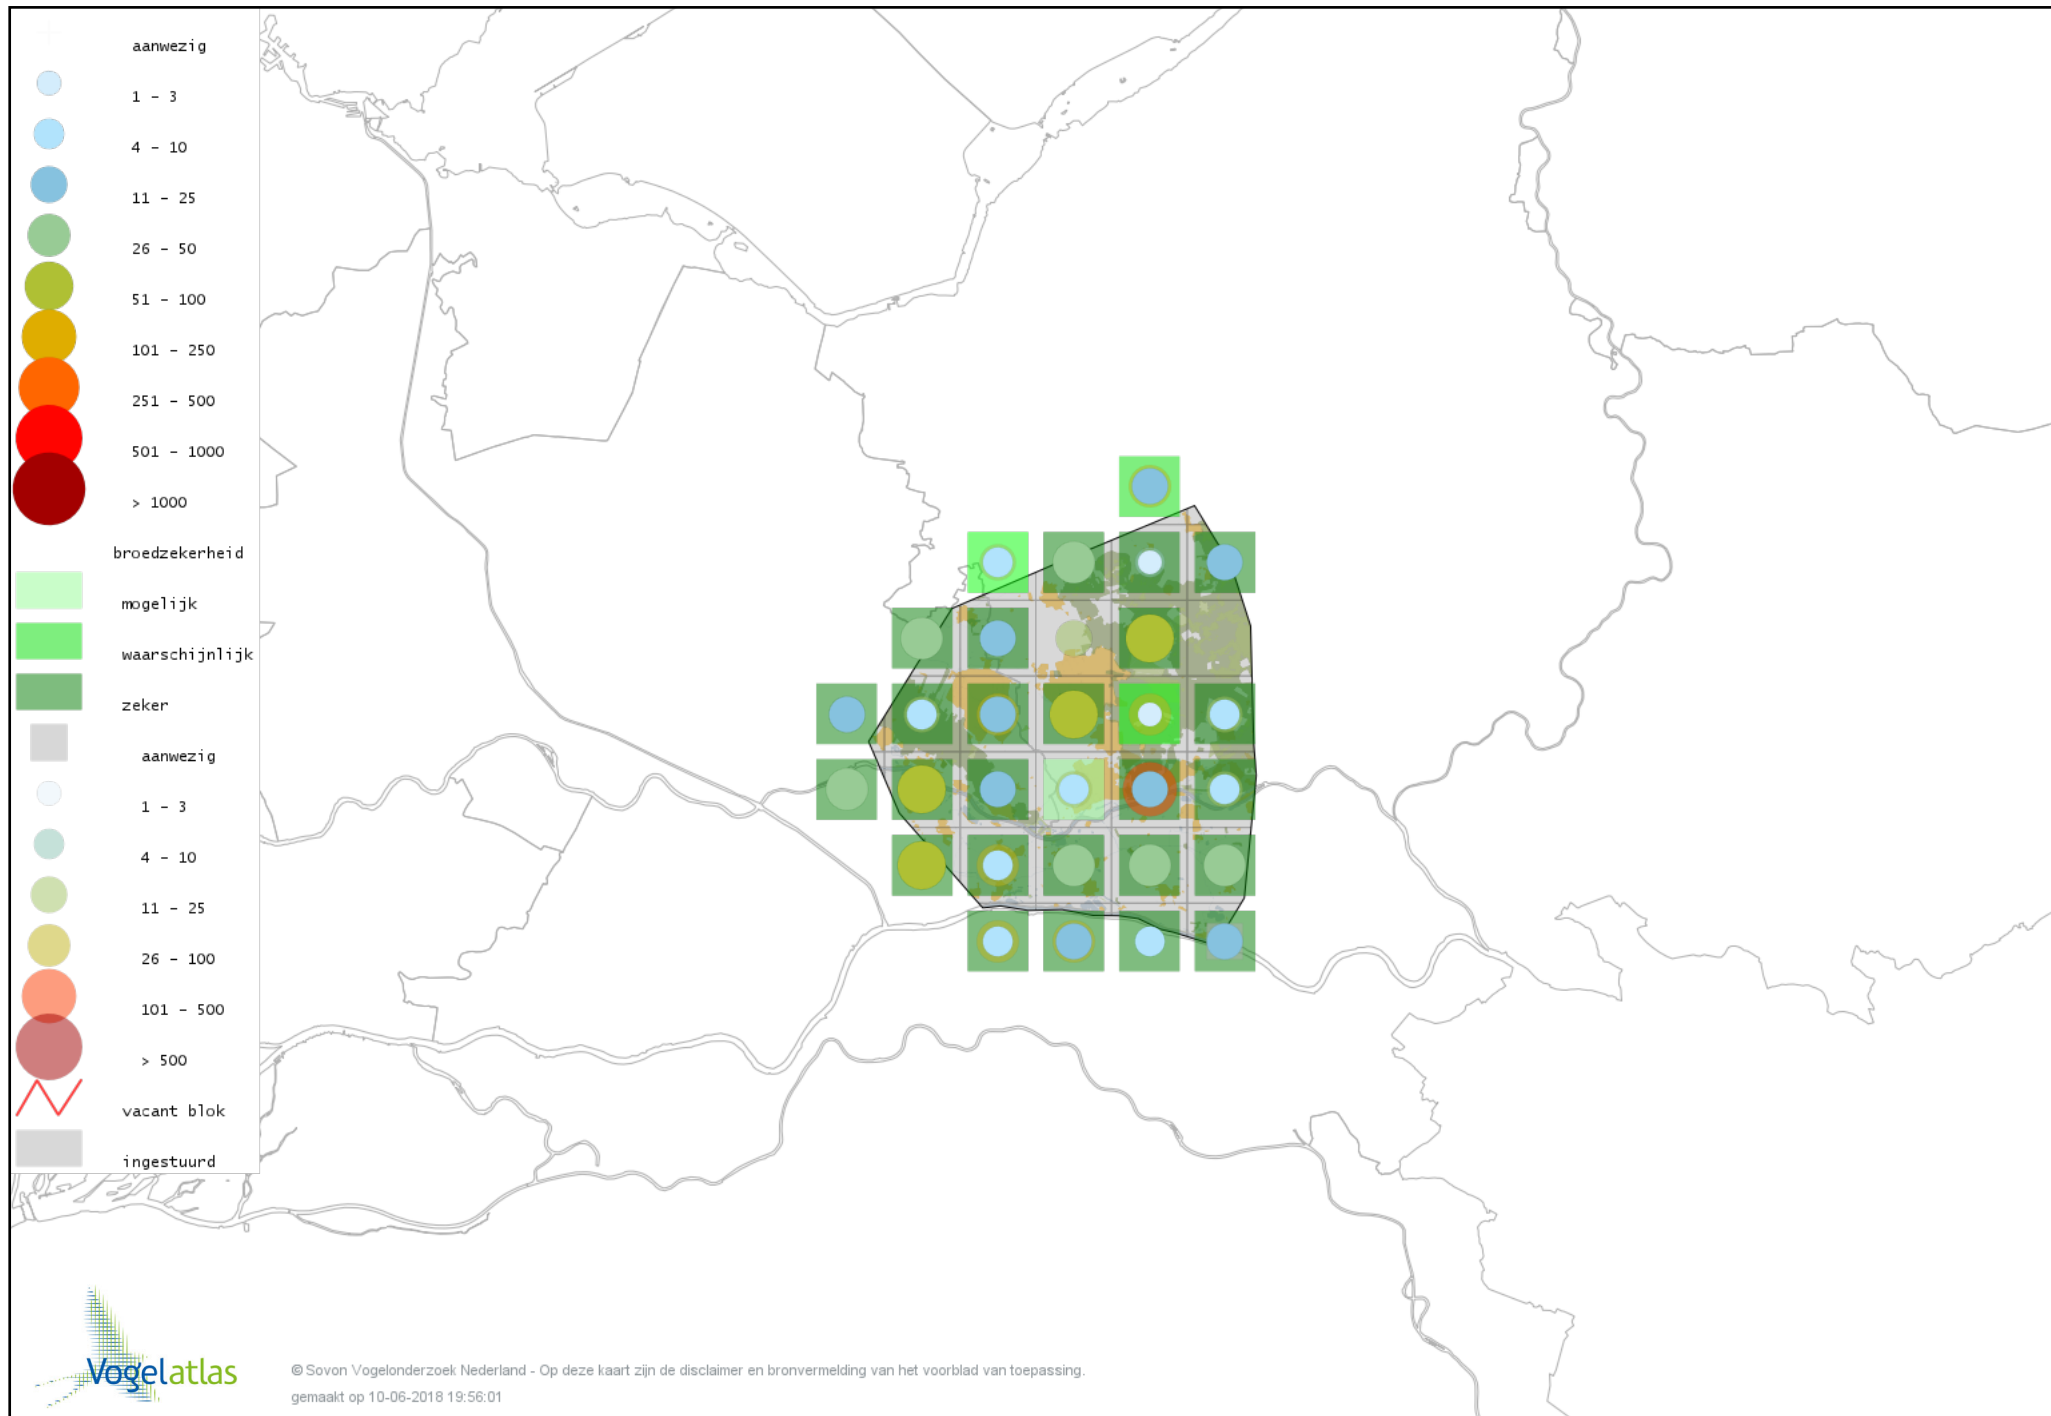 aanwezig
1 - 3
4 - 10
11 - 25
26 - 50
51 - 100
101 - 250
251 - 500
501 - 1000
> 1000
broedzekerheid
mogelijk
waarschijnlijk
zeker
aanwezig
1 - 3
4 - 10
11 - 25
26 - 100
101 - 500
> 500
vacant blok
ingestuurd
Vogelatlas
© Sovon Vogelonderzoek Nederland - Op deze kaart zijn de disclaimer en bronvermelding van het voorblad van toepassing.
gemaakt op 10-06-2018 19:56:01